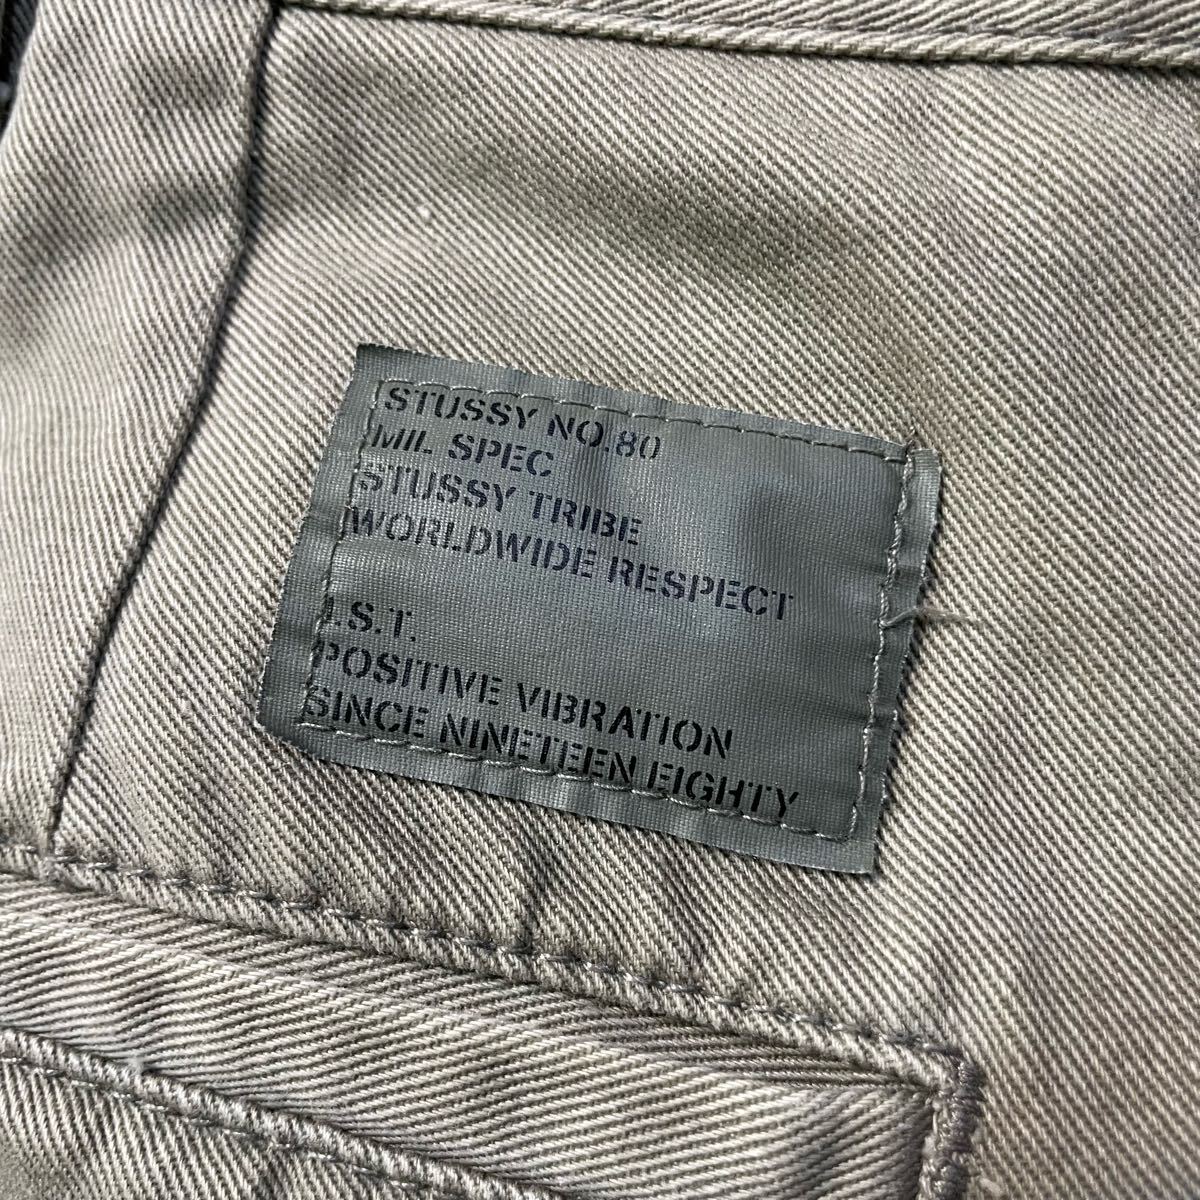 STUSSY NO.80
MIL SPEC
STUSSY TRIBE
WORLDWIDE RESPECT
I.S.T.
POSITIVE VIBRATION
SINCE NINETEEN EIGHTY